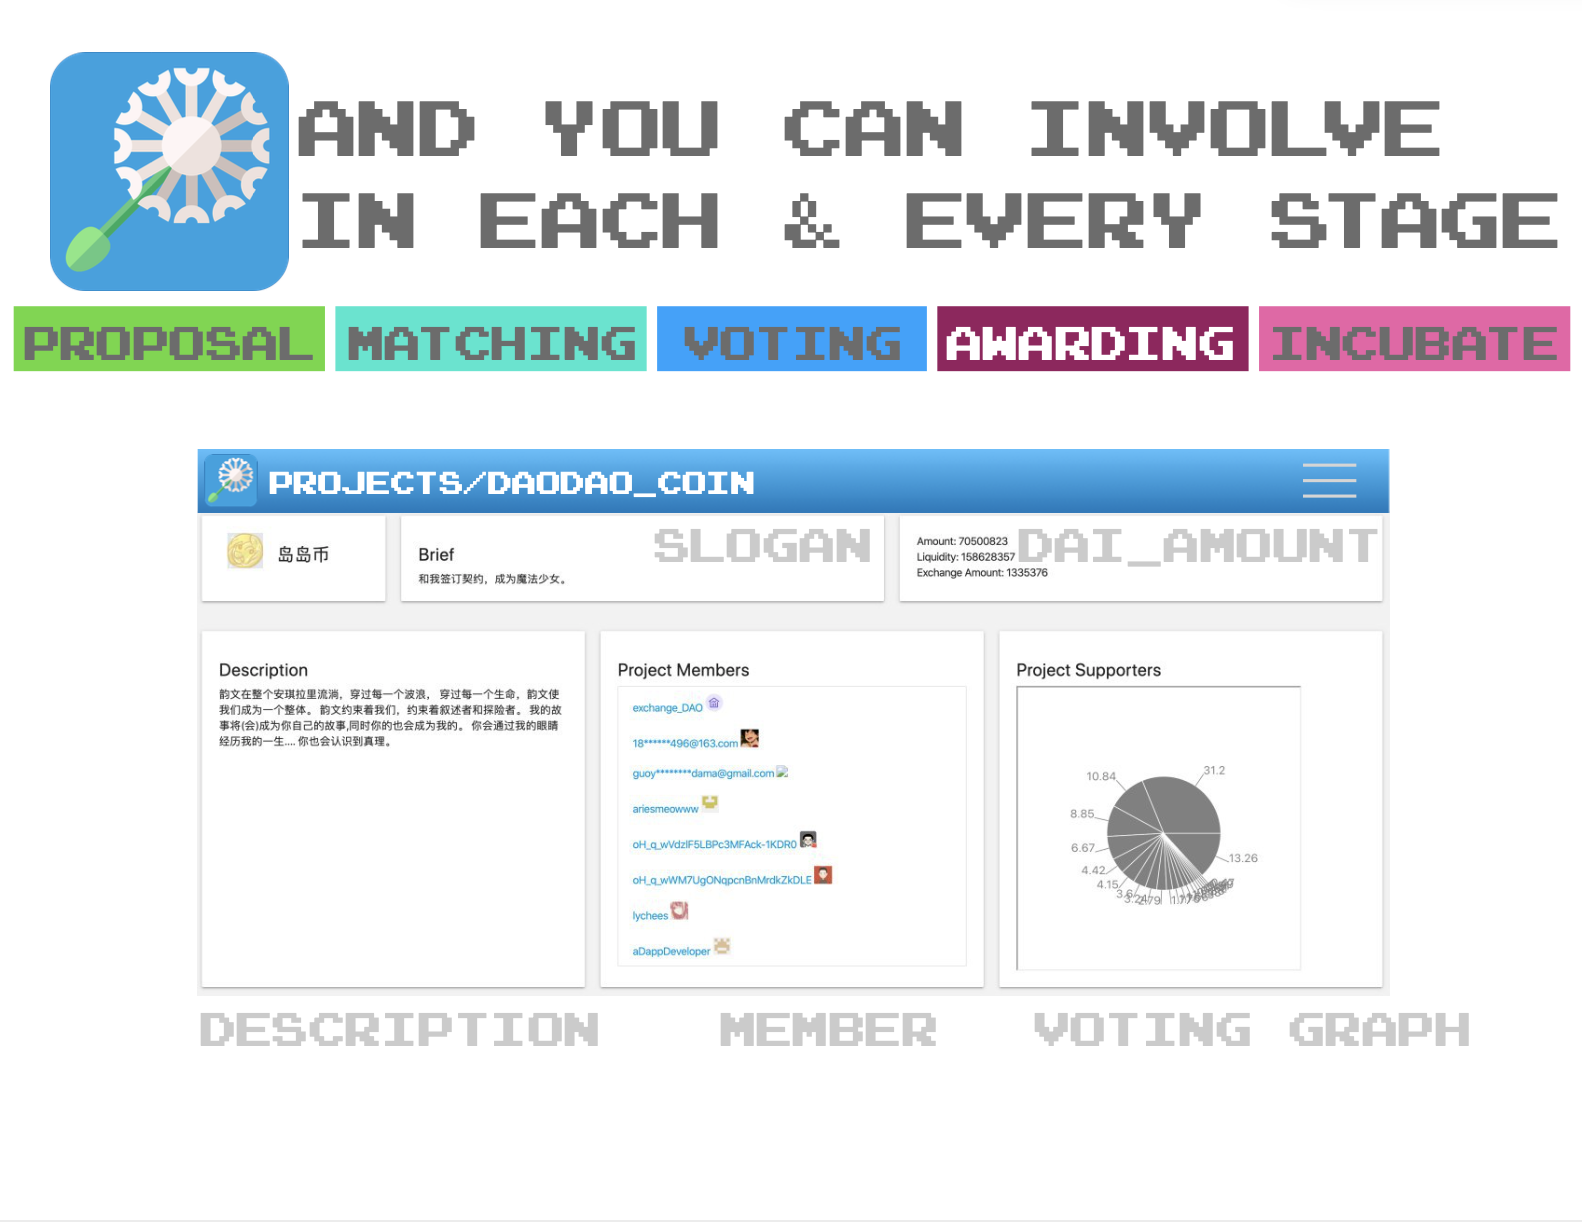 AND YOU CAN INVOLVE
IN EACH & EVERY STAGE
PROPOSAL MATCHING VOTING AWARDING INCUBATE
PROJECTS/DAODAO_COIN
岛岛币
Brief
和我签订契约，成为魔法少女。
SLOGAN
Amount: 70500823
Liquidity: 158628357
Exchange Amount: 1335376
DAI_AMOUNT
Description
韵文在整个安琪拉里流淌，穿过每一个波浪， 穿过每一个生命，韵文使
我们成为一个整体。 韵文约束着我们，约束着叙述者和探险者。 我的故
事将(会)成为你自己的故事,同时你的也会成为我的。 你会通过我的眼睛
经历我的一生.... 你也会认识到真理。
Project Members
exchange_DAO
18******496@163.com
guoy********dama@gmail.com
ariesmeowww
oH_q_wVdzlF5LBPc3MFAck-1KDR0
oH_q_wWM7UgONqpcnBnMrdkZkDLE
lychees
aDappDeveloper
Project Supporters
31.2
10.84
8.85
6.67
4.42
4.15
3.6
3.24
2.79
13.26
DESCRIPTION MEMBER VOTING GRAPH